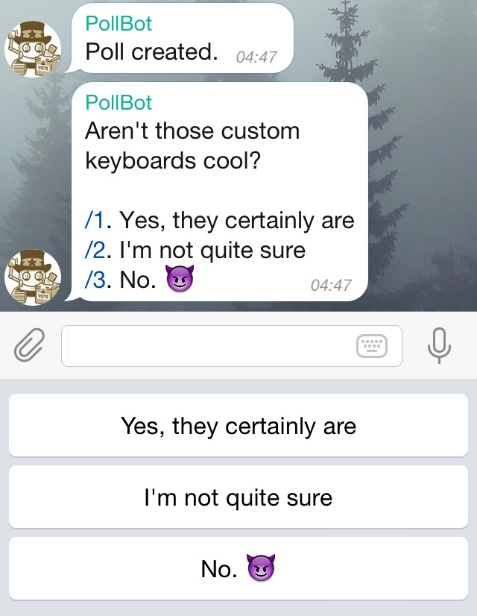 PollBot
Poll created. 04:47
PollBot
Aren't those custom
keyboards cool?
/1. Yes, they certainly are
/2. I'm not quite sure
/3. No. 😈 04:47
Yes, they certainly are
I'm not quite sure
No. 😈